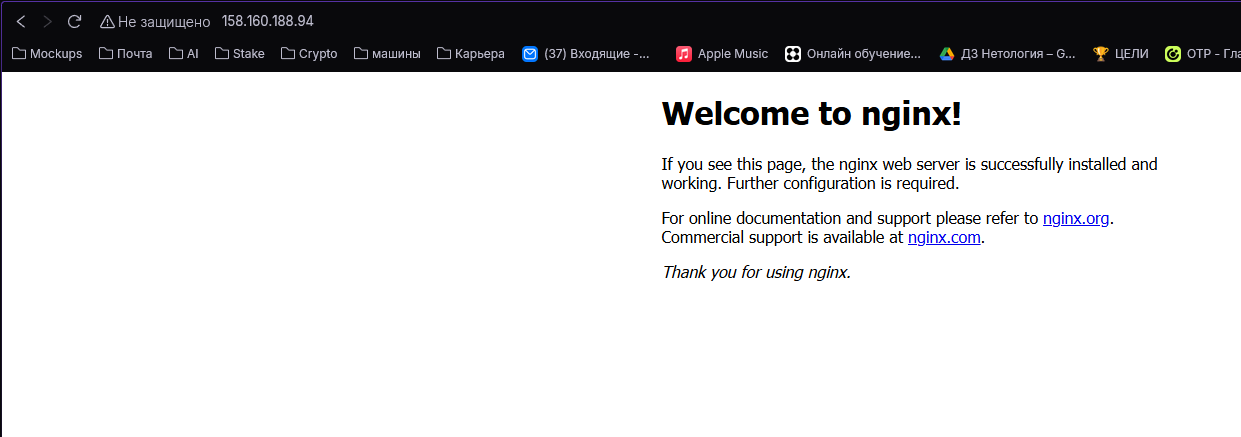 Не защищено 158.160.188.94
Mockups Почта AI Stake Crypto машины Карьера (37) Входящие -... Apple Music Онлайн обучение... ДЗ Нетология – G... ЦЕЛИ OTP - Гла
Welcome to nginx!
If you see this page, the nginx web server is successfully installed and
working. Further configuration is required.
For online documentation and support please refer to nginx.org.
Commercial support is available at nginx.com.
Thank you for using nginx.